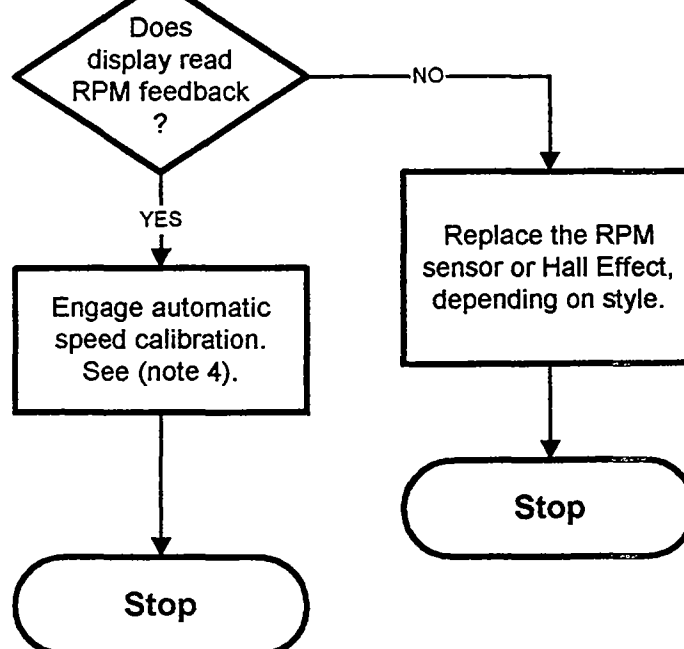 Does
display read
RPM feedback
?
NO
YES
Replace the RPM
sensor or Hall Effect,
depending on style.
Engage automatic
speed calibration.
See (note 4).
Stop
Stop